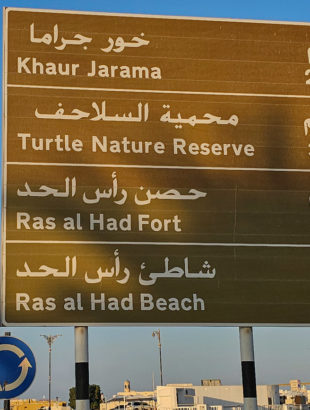 خور جراما
Khaur Jarama
محمية السلاحف
Turtle Nature Reserve
حصن رأس الحد
Ras al Had Fort
شاطئ رأس الحد
Ras al Had Beach